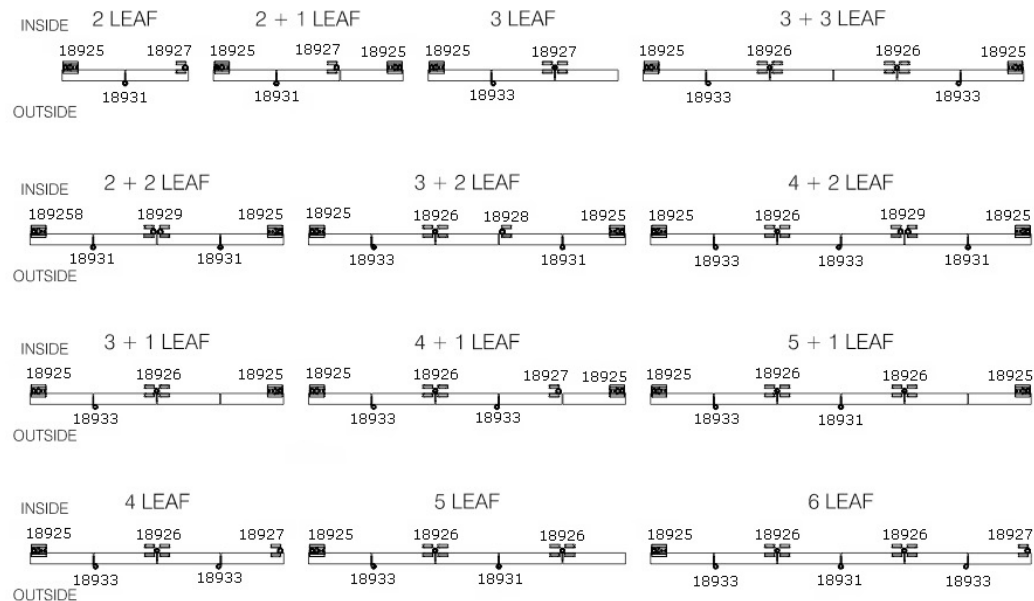 INSIDE 2 LEAF 2 + 1 LEAF 3 LEAF 3 + 3 LEAF
18925 18927 18925 18927 18925 18925 18927 18925 18926 18926 18925
18931 18931 18933 18933 18933
OUTSIDE
INSIDE 2 + 2 LEAF 3 + 2 LEAF 4 + 2 LEAF
189258 18929 18925 18925 18926 18928 18925 18925 18926 18929 18925
18931 18931 18933 18931 18933 18933 18931
OUTSIDE
INSIDE 3 + 1 LEAF 4 + 1 LEAF 5 + 1 LEAF
18925 18926 18925 18925 18926 18927 18925 18925 18926 18926 18925
18933 18933 18933 18933 18931
OUTSIDE
INSIDE 4 LEAF 5 LEAF 6 LEAF
18925 18926 18927 18925 18926 18926 18925 18926 18926 18927
18933 18933 18933 18931 18933 18931 18933
OUTSIDE